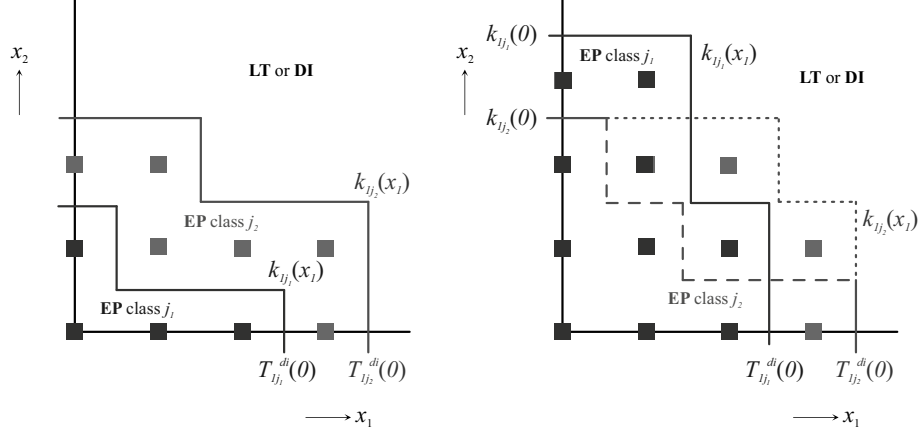 x₂
LT or DI
k₁ⱼ₂(x₁)
EP class j₂
k₁ⱼ₁(x₁)
EP class j₁
T₁ⱼ₁ᵈⁱ(0)
T₁ⱼ₂ᵈⁱ(0)
x₁
x₂
k₁ⱼ₁(0)
EP class j₁
k₁ⱼ₁(x₁)
LT or DI
k₁ⱼ₂(0)
k₁ⱼ₂(x₁)
EP class j₂
T₁ⱼ₁ᵈⁱ(0)
T₁ⱼ₂ᵈⁱ(0)
x₁